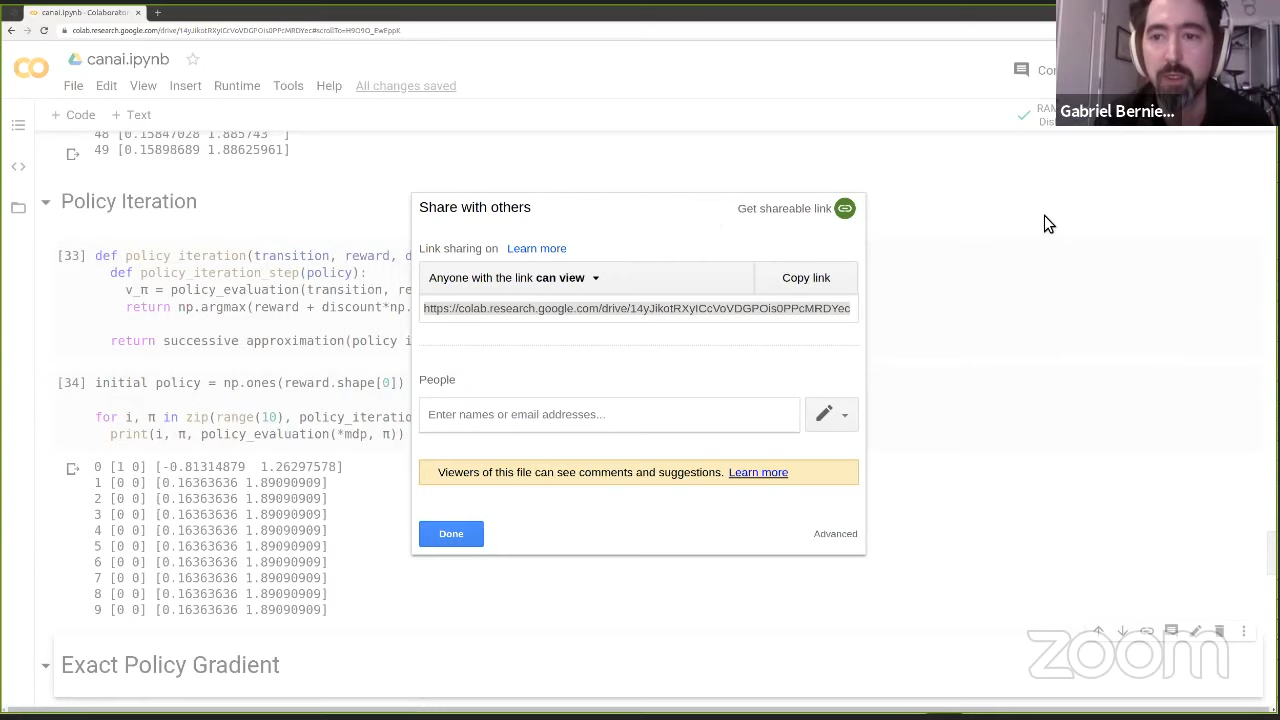 canai.ipynb - Colaborator
colab.research.google.com/drive/14yJikotRXyICcVoVDGPOis0PPcMRDYec#scrollTo=H9O9O_EwEppK
canai.ipynb
File Edit View Insert Runtime Tools Help All changes saved
+ Code + Text
RAM
Gabriel Bernie...
48 [0.15847028 1.885743 ]
49 [0.15898689 1.88625961]
Policy Iteration
Share with others
Get shareable link
Link sharing on Learn more
Anyone with the link can view
Copy link
https://colab.research.google.com/drive/14yJikotRXyICcVoVDGPOis0PPcMRDYec
People
Enter names or email addresses...
Viewers of this file can see comments and suggestions. Learn more
Done
Advanced
[33] def policy_iteration(transition, reward, d
def policy_iteration_step(policy):
v_π = policy_evaluation(transition, re
return np.argmax(reward + discount*np.
return successive_approximation(policy_i
[34] initial_policy = np.ones(reward.shape[0])
for i, π in zip(range(10), policy_iteratio
print(i, π, policy_evaluation(*mdp, π))
0 [1 0] [-0.81314879 1.26297578]
1 [0 0] [0.16363636 1.89090909]
2 [0 0] [0.16363636 1.89090909]
3 [0 0] [0.16363636 1.89090909]
4 [0 0] [0.16363636 1.89090909]
5 [0 0] [0.16363636 1.89090909]
6 [0 0] [0.16363636 1.89090909]
7 [0 0] [0.16363636 1.89090909]
8 [0 0] [0.16363636 1.89090909]
9 [0 0] [0.16363636 1.89090909]
Exact Policy Gradient
zoom